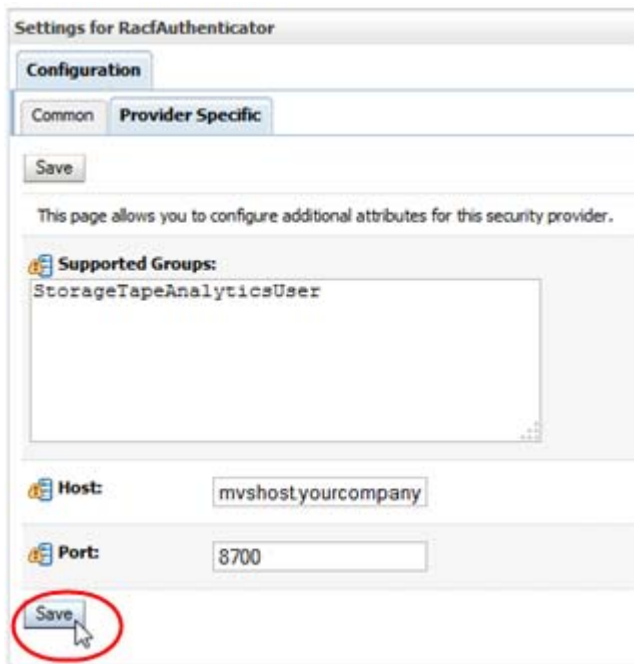 Settings for RacfAuthenticator
Configuration
Common Provider Specific
Save
This page allows you to configure additional attributes for this security provider.
Supported Groups:
StorageTapeAnalyticsUser
Host: mvshost.yourcompany
Port: 8700
Save